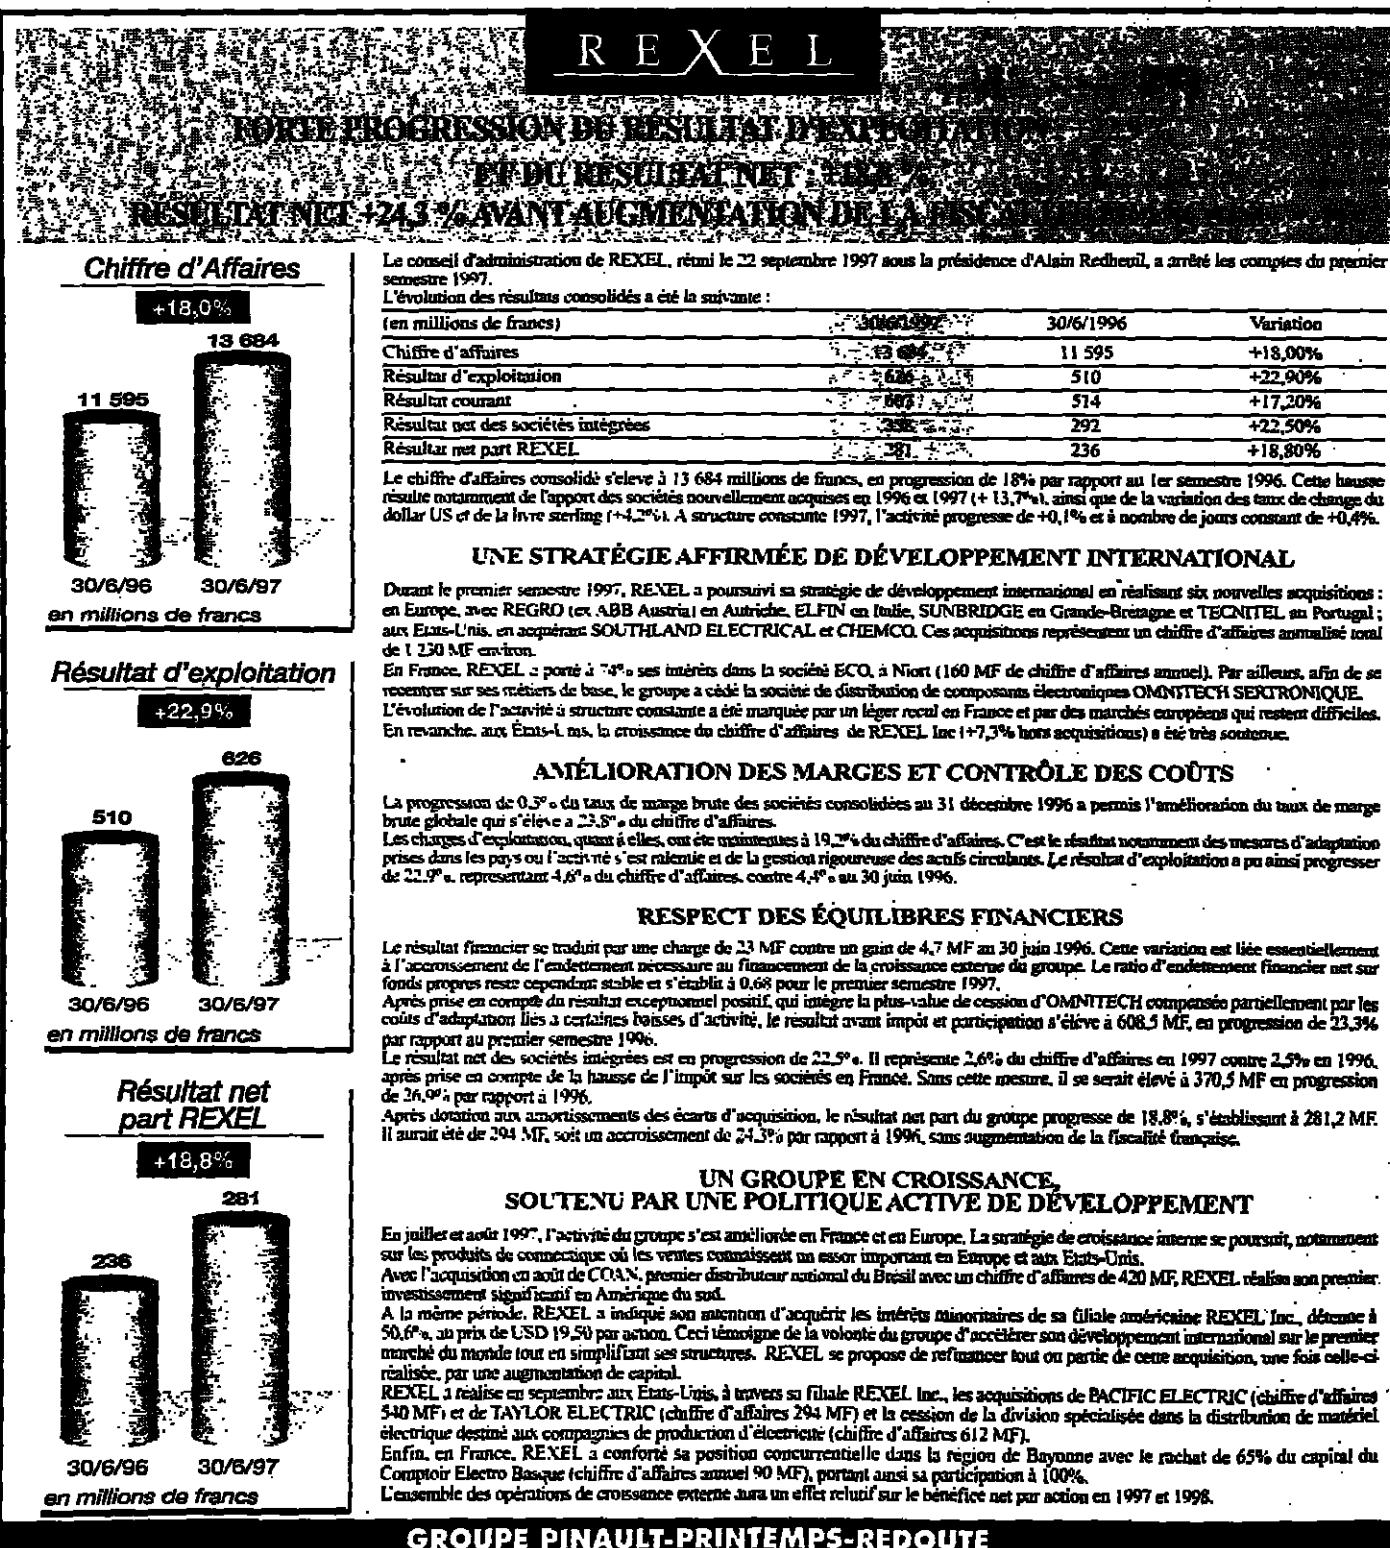 REXEL
FORTE PROGRESSION DU RÉSULTAT D'EXPLOITATION
ET DU RÉSULTAT NET : +18,8 %
RÉSULTAT NET +24,3 % AVANT AUGMENTATION DE LA
Chiffre d'Affaires
+18,0%
13 684
11 595
30/6/96 30/6/97
en millions de francs
Résultat d'exploitation
+22,9%
626
510
30/6/96 30/6/97
en millions de francs
Résultat net
part REXEL
+18,8%
281
236
30/6/96 30/6/97
en millions de francs
Le conseil d'administration de REXEL, réuni le 22 septembre 1997 sous la présidence d'Alain Redheuil, a arrêté les comptes du premier
semestre 1997.
L'évolution des résultats consolidés a été la suivante :
(en millions de francs) 30/6/1997 30/6/1996 Variation
Chiffre d'affaires 13 684 11 595 +18,00%
Résultat d'exploitation 626 510 +22,90%
Résultat courant 603 514 +17,20%
Résultat net des sociétés intégrées 358 292 +22,50%
Résultat net part REXEL 281 236 +18,80%
Le chiffre d'affaires consolidé s'eleve à 13 684 millions de francs, en progression de 18% par rapport au 1er semestre 1996. Cette hausse
résulte notamment de l'apport des sociétés nouvellement acquises en 1996 et 1997 (+ 13,7%), ainsi que de la variation des taux de change du
dollar US et de la livre sterling (+4,2%). A structure constante 1997, l'activité progresse de +0,1% et à nombre de jours constant de +0,4%.
UNE STRATÉGIE AFFIRMÉE DE DÉVELOPPEMENT INTERNATIONAL
Durant le premier semestre 1997, REXEL a poursuivi sa stratégie de développement international en réalisant six nouvelles acquisitions :
en Europe, avec REGRO (ex ABB Austria) en Autriche, ELFIN en Italie, SUNBRIDGE en Grande-Bretagne et TECNITEL au Portugal ;
aux Etats-Unis, en acquérant SOUTHLAND ELECTRICAL et CHEMCO. Ces acquisitions représentent un chiffre d'affaires annualisé total
de 1 230 MF environ.
En France, REXEL a porté à 74% ses intérêts dans la société ECO, à Niort (160 MF de chiffre d'affaires annuel). Par ailleurs, afin de se
recentrer sur ses métiers de base, le groupe a cédé la société de distribution de composants électroniques OMNITECH SERTRONIQUE.
L'évolution de l'activité à structure constante a été marquée par un léger recul en France et par des marchés européens qui restent difficiles.
En revanche, aux États-Unis, la croissance du chiffre d'affaires de REXEL Inc (+7,3% hors acquisitions) a été très soutenue.
AMÉLIORATION DES MARGES ET CONTRÔLE DES COÛTS
La progression de 0.3% du taux de marge brute des sociétés consolidées au 31 décembre 1996 a permis l'amélioration du taux de marge
brute globale qui s'élève a 23.8% du chiffre d'affaires.
Les charges d'exploitation, quant à elles, ont été maintenues à 19,2% du chiffre d'affaires. C'est le résultat notamment des mesures d'adaptation
prises dans les pays ou l'activité s'est ralentie et de la gestion rigoureuse des actifs circulants. Le résultat d'exploitation a pu ainsi progresser
de 22.9%, representant 4,6% du chiffre d'affaires, contre 4,4% au 30 juin 1996.
RESPECT DES ÉQUILIBRES FINANCIERS
Le résultat financier se traduit par une charge de 23 MF contre un gain de 4,7 MF au 30 juin 1996. Cette variation est liée essentiellement
à l'accroissement de l'endettement nécessaire au financement de la croissance externe du groupe. Le ratio d'endettement financier net sur
fonds propres reste cependant stable et s'établit à 0,68 pour le premier semestre 1997.
Après prise en compte du résultat exceptionnel positif, qui intègre la plus-value de cession d'OMNITECH compensée partiellement par les
coûts d'adaptation liés a certaines baisses d'activité, le résultat avant impôt et participation s'élève à 608,5 MF, en progression de 23,3%
par rapport au premier semestre 1996.
Le résultat net des sociétés intégrées est en progression de 22.5%. Il représente 2,6% du chiffre d'affaires en 1997 contre 2,5% en 1996,
après prise en compte de la hausse de l'impôt sur les sociétés en France. Sans cette mesure, il se serait élevé à 370,5 MF en progression
de 26,9% par rapport à 1996.
Après dotation aux amortissements des écarts d'acquisition, le résultat net part du groupe progresse de 18.8%, s'établissant à 281,2 MF.
Il aurait été de 294 MF, soit un accroissement de 24.3% par rapport à 1996, sans augmentation de la fiscalité française.
UN GROUPE EN CROISSANCE,
SOUTENU PAR UNE POLITIQUE ACTIVE DE DÉVELOPPEMENT
En juillet et août 1997, l'activité du groupe s'est améliorée en France et en Europe. La stratégie de croissance interne se poursuit, notamment
sur les produits de connectique où les ventes connaissent un essor important en Europe et aux Etats-Unis.
Avec l'acquisition en août de COAN, premier distributeur national du Brésil avec un chiffre d'affaires de 420 MF, REXEL réalise son premier
investissement significatif en Amérique du sud.
A la même période, REXEL a indiqué son intention d'acquérir les intérêts minoritaires de sa filiale américaine REXEL Inc., détenue à
50,6%, au prix de USD 19,50 par action. Ceci témoigne de la volonté du groupe d'accélérer son développement international sur le premier
marché du monde tout en simplifiant ses structures. REXEL se propose de refinancer tout ou partie de cette acquisition, une fois celle-ci
réalisée, par une augmentation de capital.
REXEL a réalise en septembre aux Etats-Unis, à travers sa filiale REXEL Inc., les acquisitions de PACIFIC ELECTRIC (chiffre d'affaires
540 MF) et de TAYLOR ELECTRIC (chiffre d'affaires 294 MF) et la cession de la division spécialisée dans la distribution de matériel
électrique destiné aux compagnies de production d'électricité (chiffre d'affaires 612 MF).
Enfin, en France, REXEL a conforté sa position concurrentielle dans la région de Bayonne avec le rachat de 65% du capital du
Comptoir Electro Basque (chiffre d'affaires annuel 90 MF), portant ainsi sa participation à 100%.
L'ensemble des opérations de croissance externe aura un effet relutif sur le bénéfice net par action en 1997 et 1998.
GROUPE PINAULT-PRINTEMPS-REDOUTE